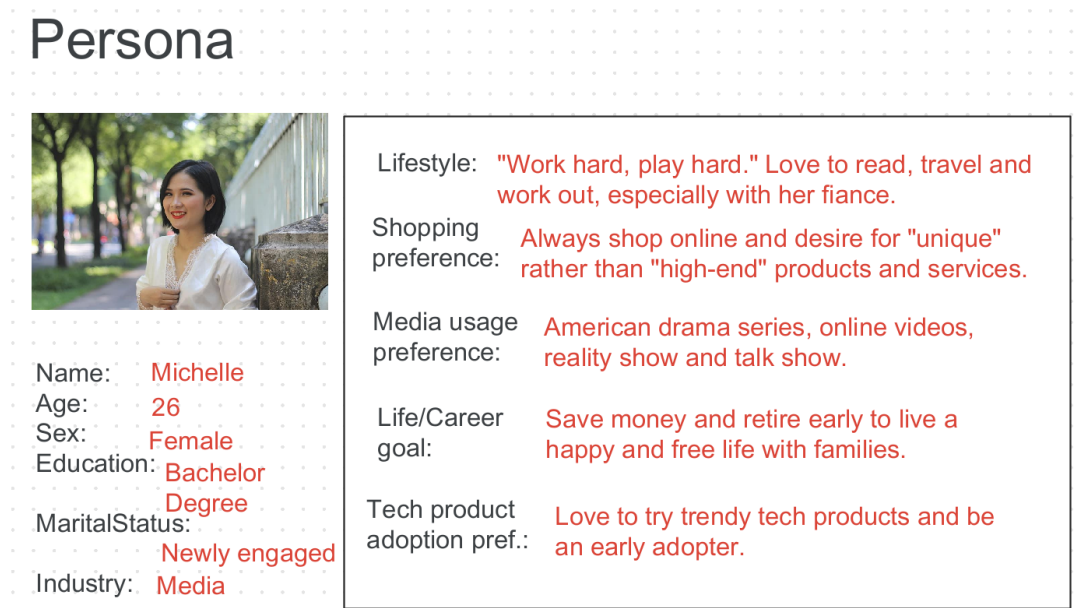 Persona
Name: Michelle
Age: 26
Sex: Female
Education: Bachelor
Degree
MaritalStatus:
Newly engaged
Industry: Media
Lifestyle: "Work hard, play hard." Love to read, travel and
work out, especially with her fiance.
Shopping
preference: Always shop online and desire for "unique"
rather than "high-end" products and services.
Media usage
preference: American drama series, online videos,
reality show and talk show.
Life/Career
goal: Save money and retire early to live a
happy and free life with families.
Tech product
adoption pref.: Love to try trendy tech products and be
an early adopter.